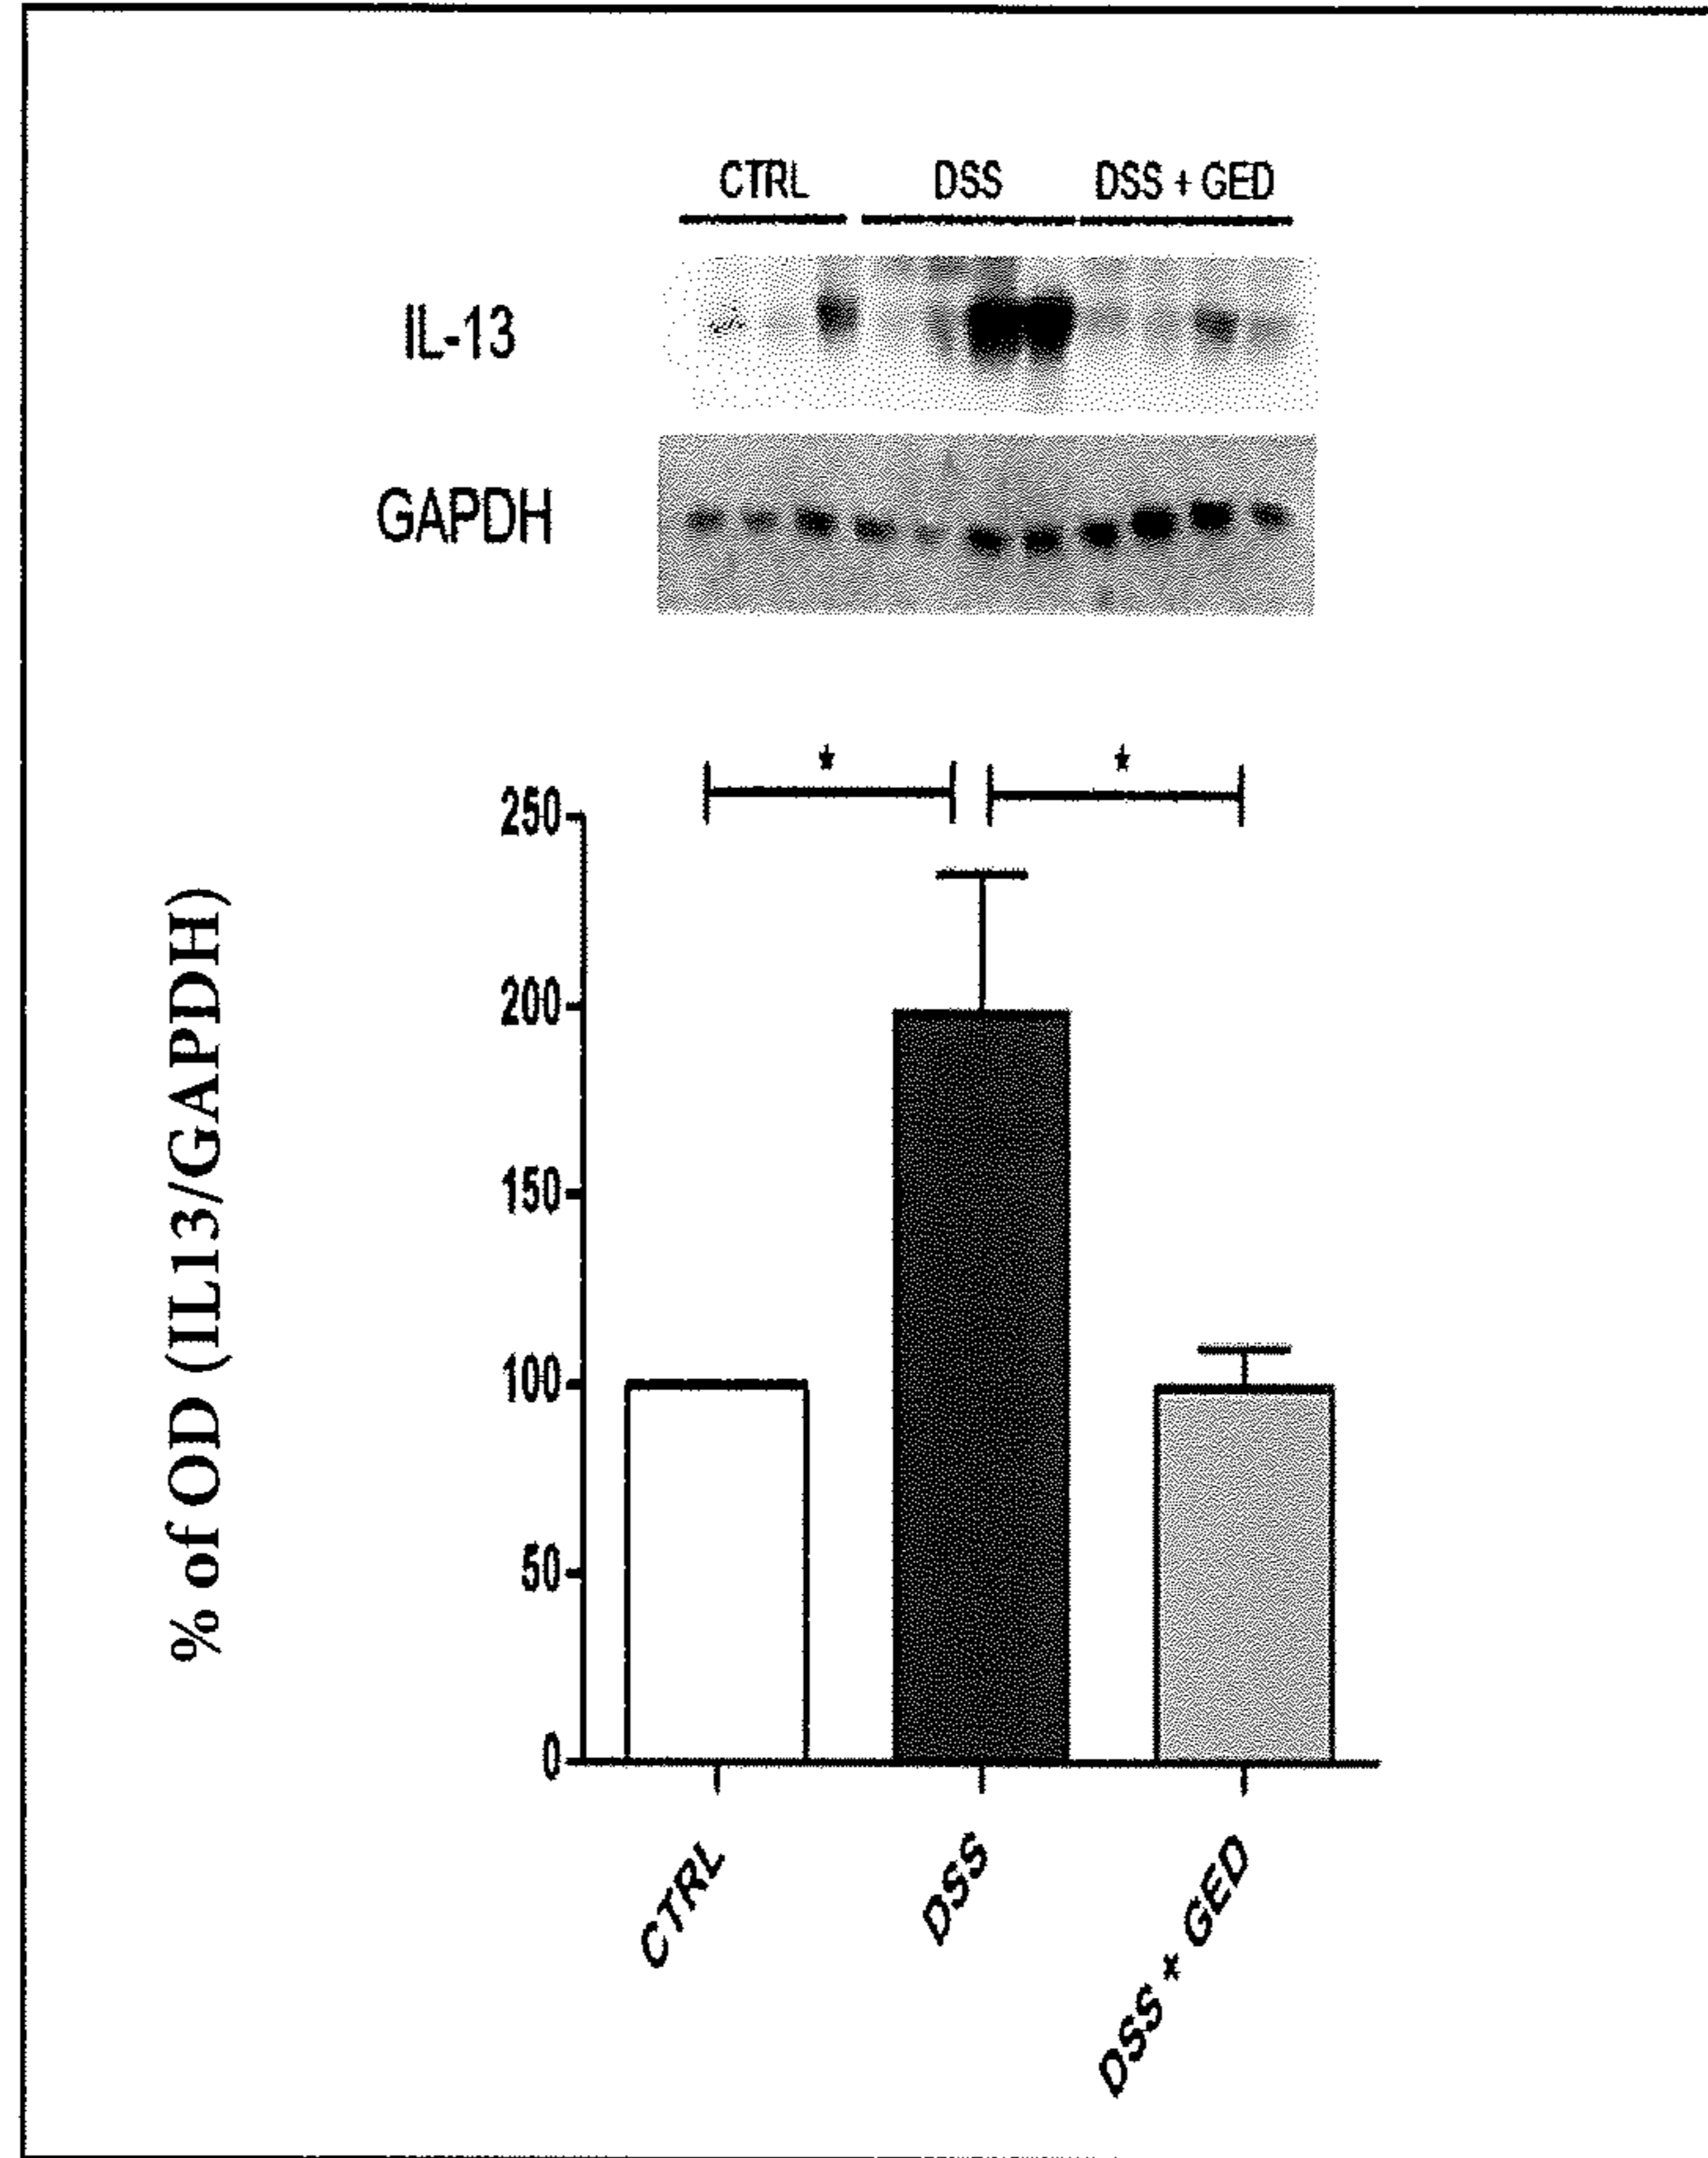 CTRL DSS DSS + GED
IL-13
GAPDH
* *
% of OD (IL13/GAPDH)
250
200
150
100
50
0
CTRL
DSS
DSS + GED